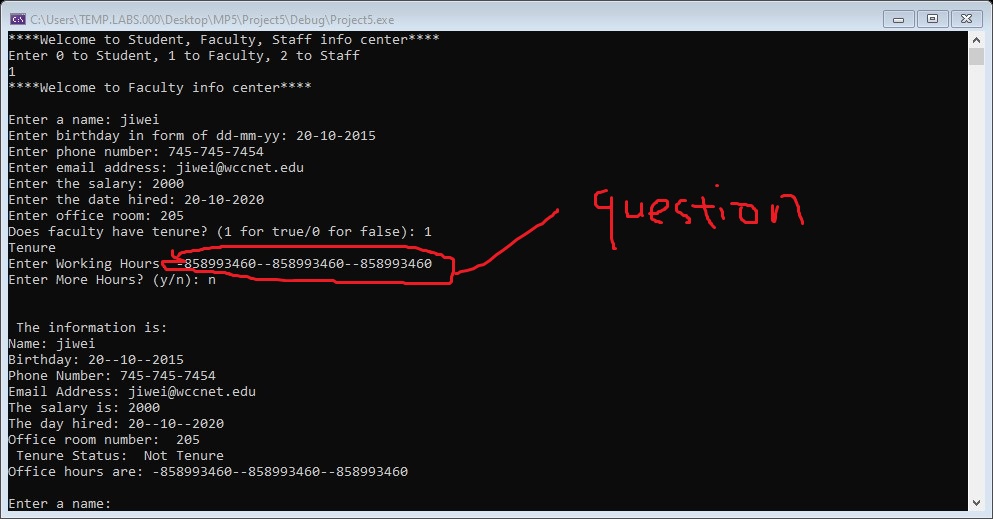 C:\Users\TEMP.LABS.000\Desktop\MP5\Project5\Debug\Project5.exe
****Welcome to Student, Faculty, Staff info center****
Enter 0 to Student, 1 to Faculty, 2 to Staff
1
****Welcome to Faculty info center****
Enter a name: jiwei
Enter birthday in form of dd-mm-yy: 20-10-2015
Enter phone number: 745-745-7454
Enter email address: jiwei@wccnet.edu
Enter the salary: 2000
Enter the date hired: 20-10-2020
question
Enter office room: 205
Does faculty have tenure? (1 for true/0 for false): 1
Tenure
Enter Working Hours -858993460--858993460--858993460
Enter More Hours? (y/n): n
The information is:
Name: jiwei
Birthday: 20--10--2015
Phone Number: 745-745-7454
Email Address: jiwei@wccnet.edu
The salary is: 2000
The day hired: 20--10--2020
Office room number:  205
Tenure Status:  Not Tenure
Office hours are: -858993460--858993460--858993460
Enter a name: